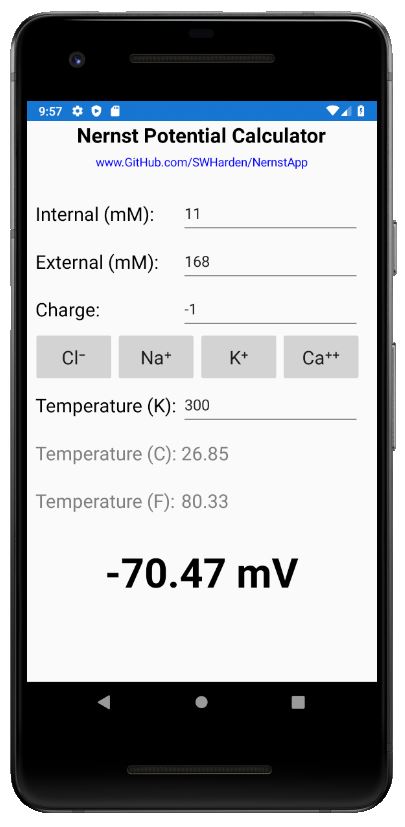 9:57
Nernst Potential Calculator
www.GitHub.com/SWHarden/NernstApp
Internal (mM): 11
External (mM): 168
Charge: -1
Cl⁻ Na⁺ K⁺ Ca⁺⁺
Temperature (K): 300
Temperature (C): 26.85
Temperature (F): 80.33
-70.47 mV